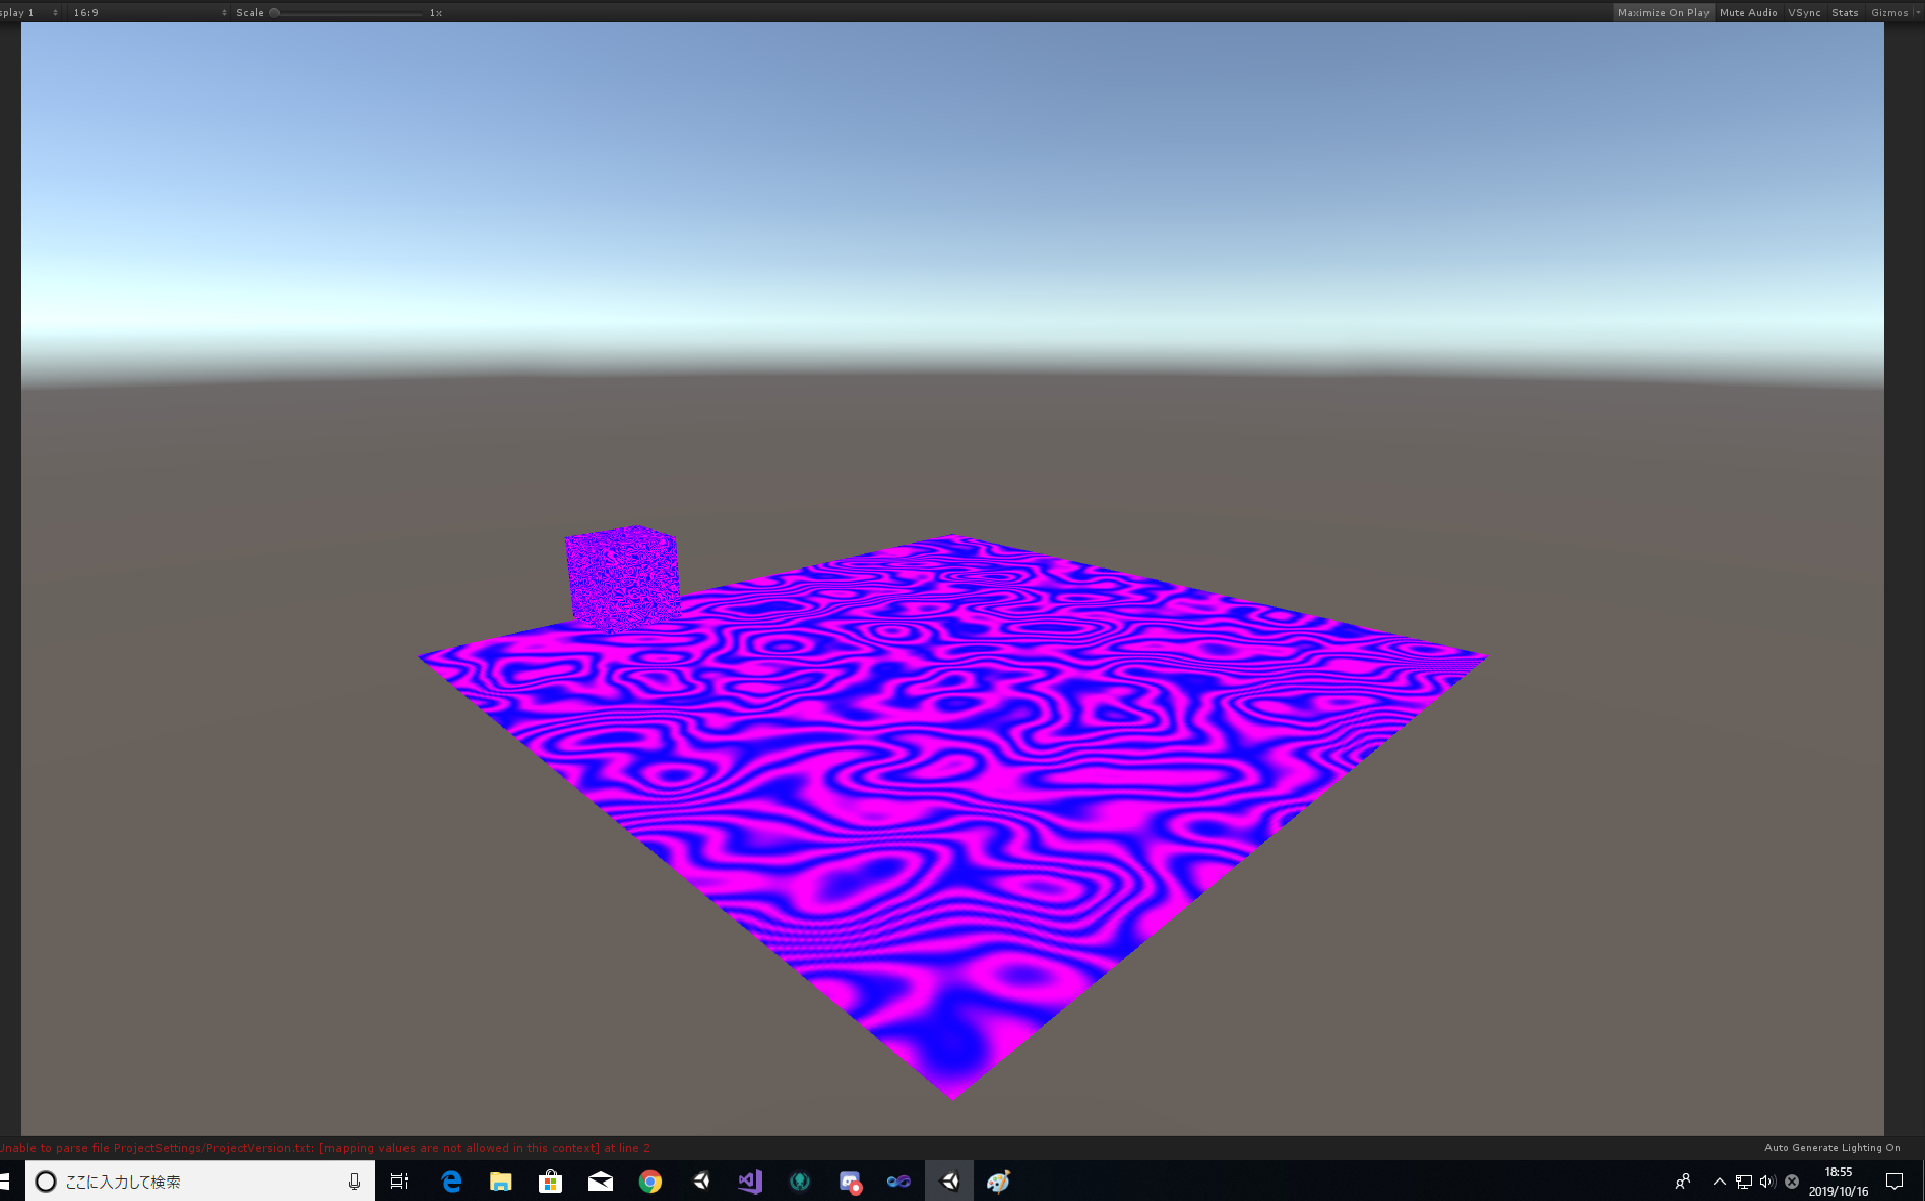 splay 1 16:9 Scale 1x Maximize On Play Mute Audio VSync Stats Gizmos
Unable to parse file ProjectSettings/ProjectVersion.txt: [mapping values are not allowed in this context] at line 2
Auto Generate Lighting On
ここに入力して検索
18:55
2019/10/16